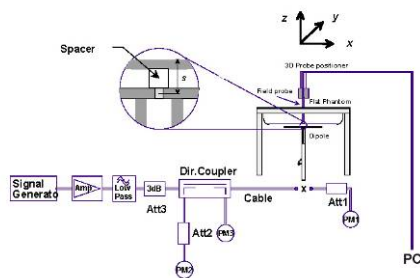 z
y
x
3D Probe positioner
Spacer
s
Field probe
Flat Phantom
Dipole
Dir.Coupler
Signal
Generato
Amp
Low
Pass
3dB
Att3
Cable
x
Att1
PM1
Att2
PM3
PM2
PC